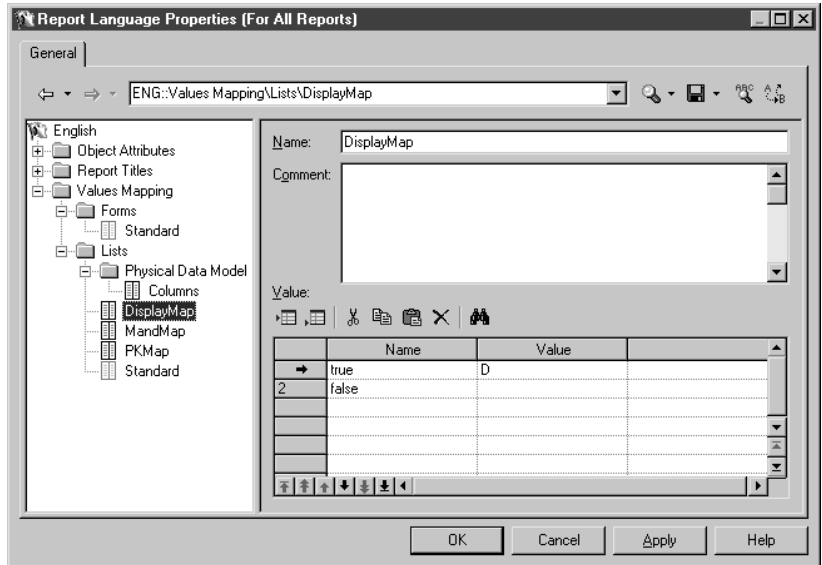 Report Language Properties (For All Reports)
General
ENG::Values Mapping\Lists\DisplayMap
ABC
A
B
English
Object Attributes
Report Titles
Values Mapping
Forms
Standard
Lists
Physical Data Model
Columns
DisplayMap
MandMap
PKMap
Standard
Name: DisplayMap
Comment:
Value:
Name Value
true D
2 false
OK Cancel Apply Help